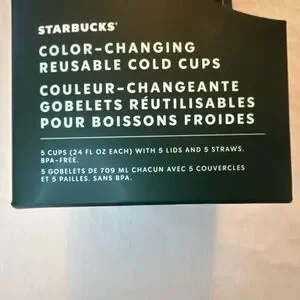 STARBUCKS®
COLOR-CHANGING
REUSABLE COLD CUPS
COULEUR-CHANGEANTE
GOBELETS RÉUTILISABLES
POUR BOISSONS FROIDES
5 CUPS (24 FL OZ EACH) WITH 5 LIDS AND 5 STRAWS.
BPA-FREE.
5 GOBELETS DE 709 ML CHACUN AVEC 5 COUVERCLES
ET 5 PAILLES. SANS BPA.